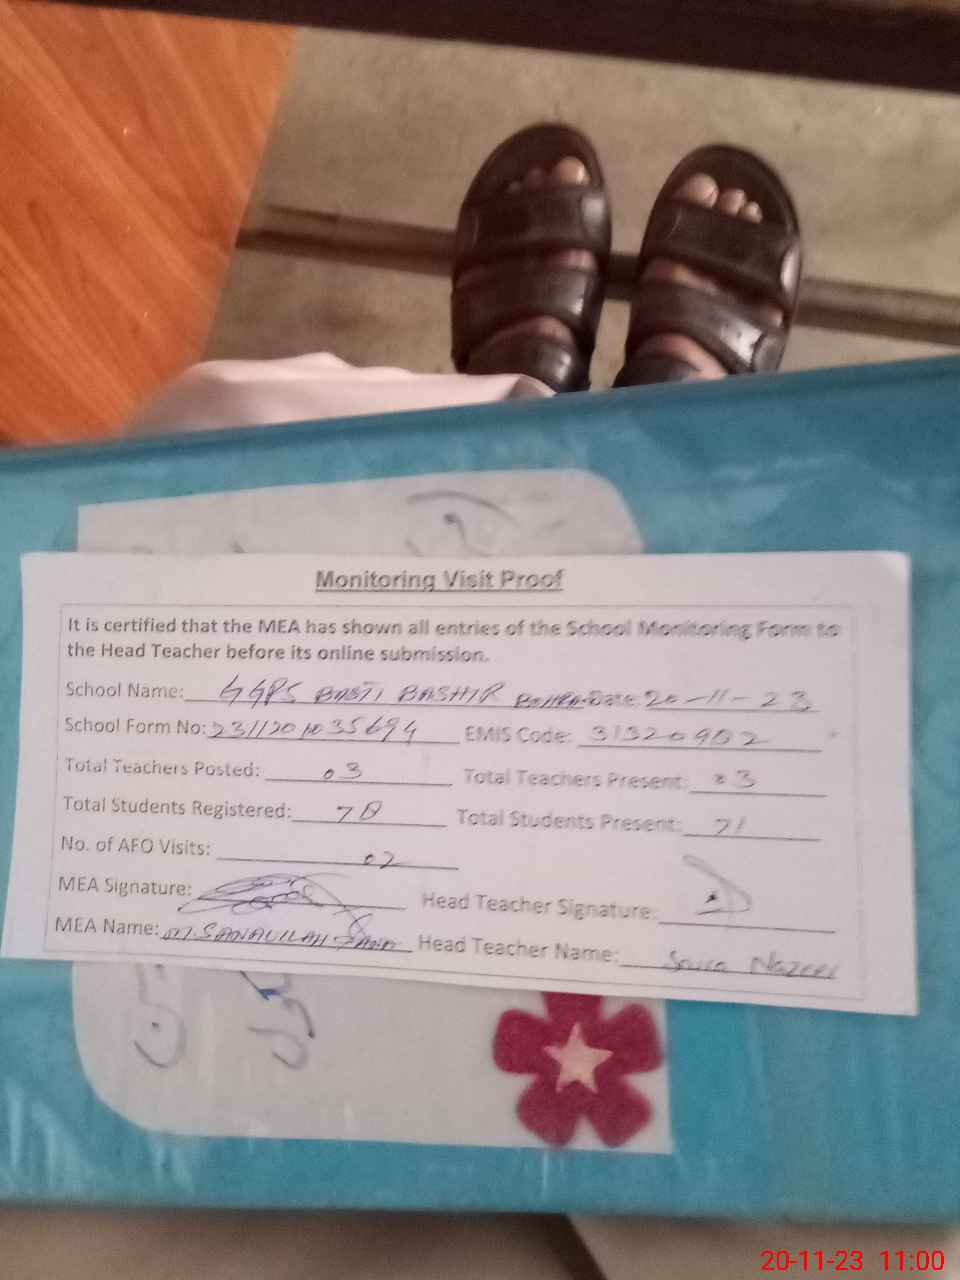 Monitoring Visit Proof
It is certified that the MEA has shown all entries of the School Monitoring Form to
the Head Teacher before its online submission.
School Name: GGPS BASTI BASHIR Date: 20-11-23
School Form No: EMIS Code: 31320902
Total Teachers Posted: 03 Total Teachers Present: 03
Total Students Registered: 78 Total Students Present: 71
No. of AFO Visits: 02
MEA Signature: Head Teacher Signature:
MEA Name: M. SANAULLAH Head Teacher Name: Saira Nazeer
20-11-23 11:00